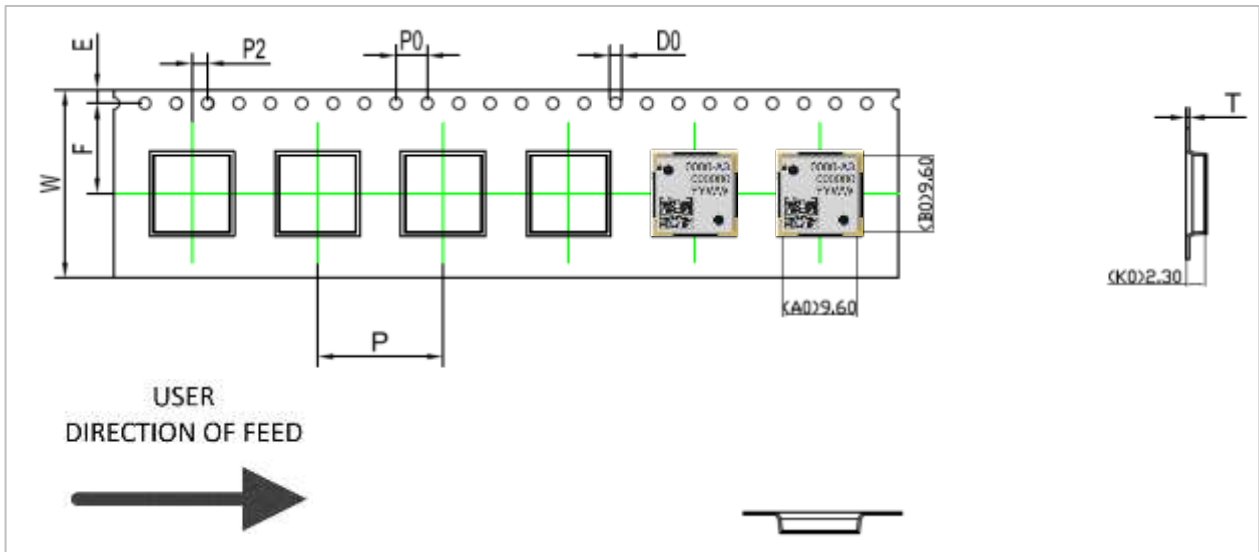 E
P2
P0
D0
T
F
W
(B0)9.60
(K0)2.30
(A0)9.60
P
USER
DIRECTION OF FEED